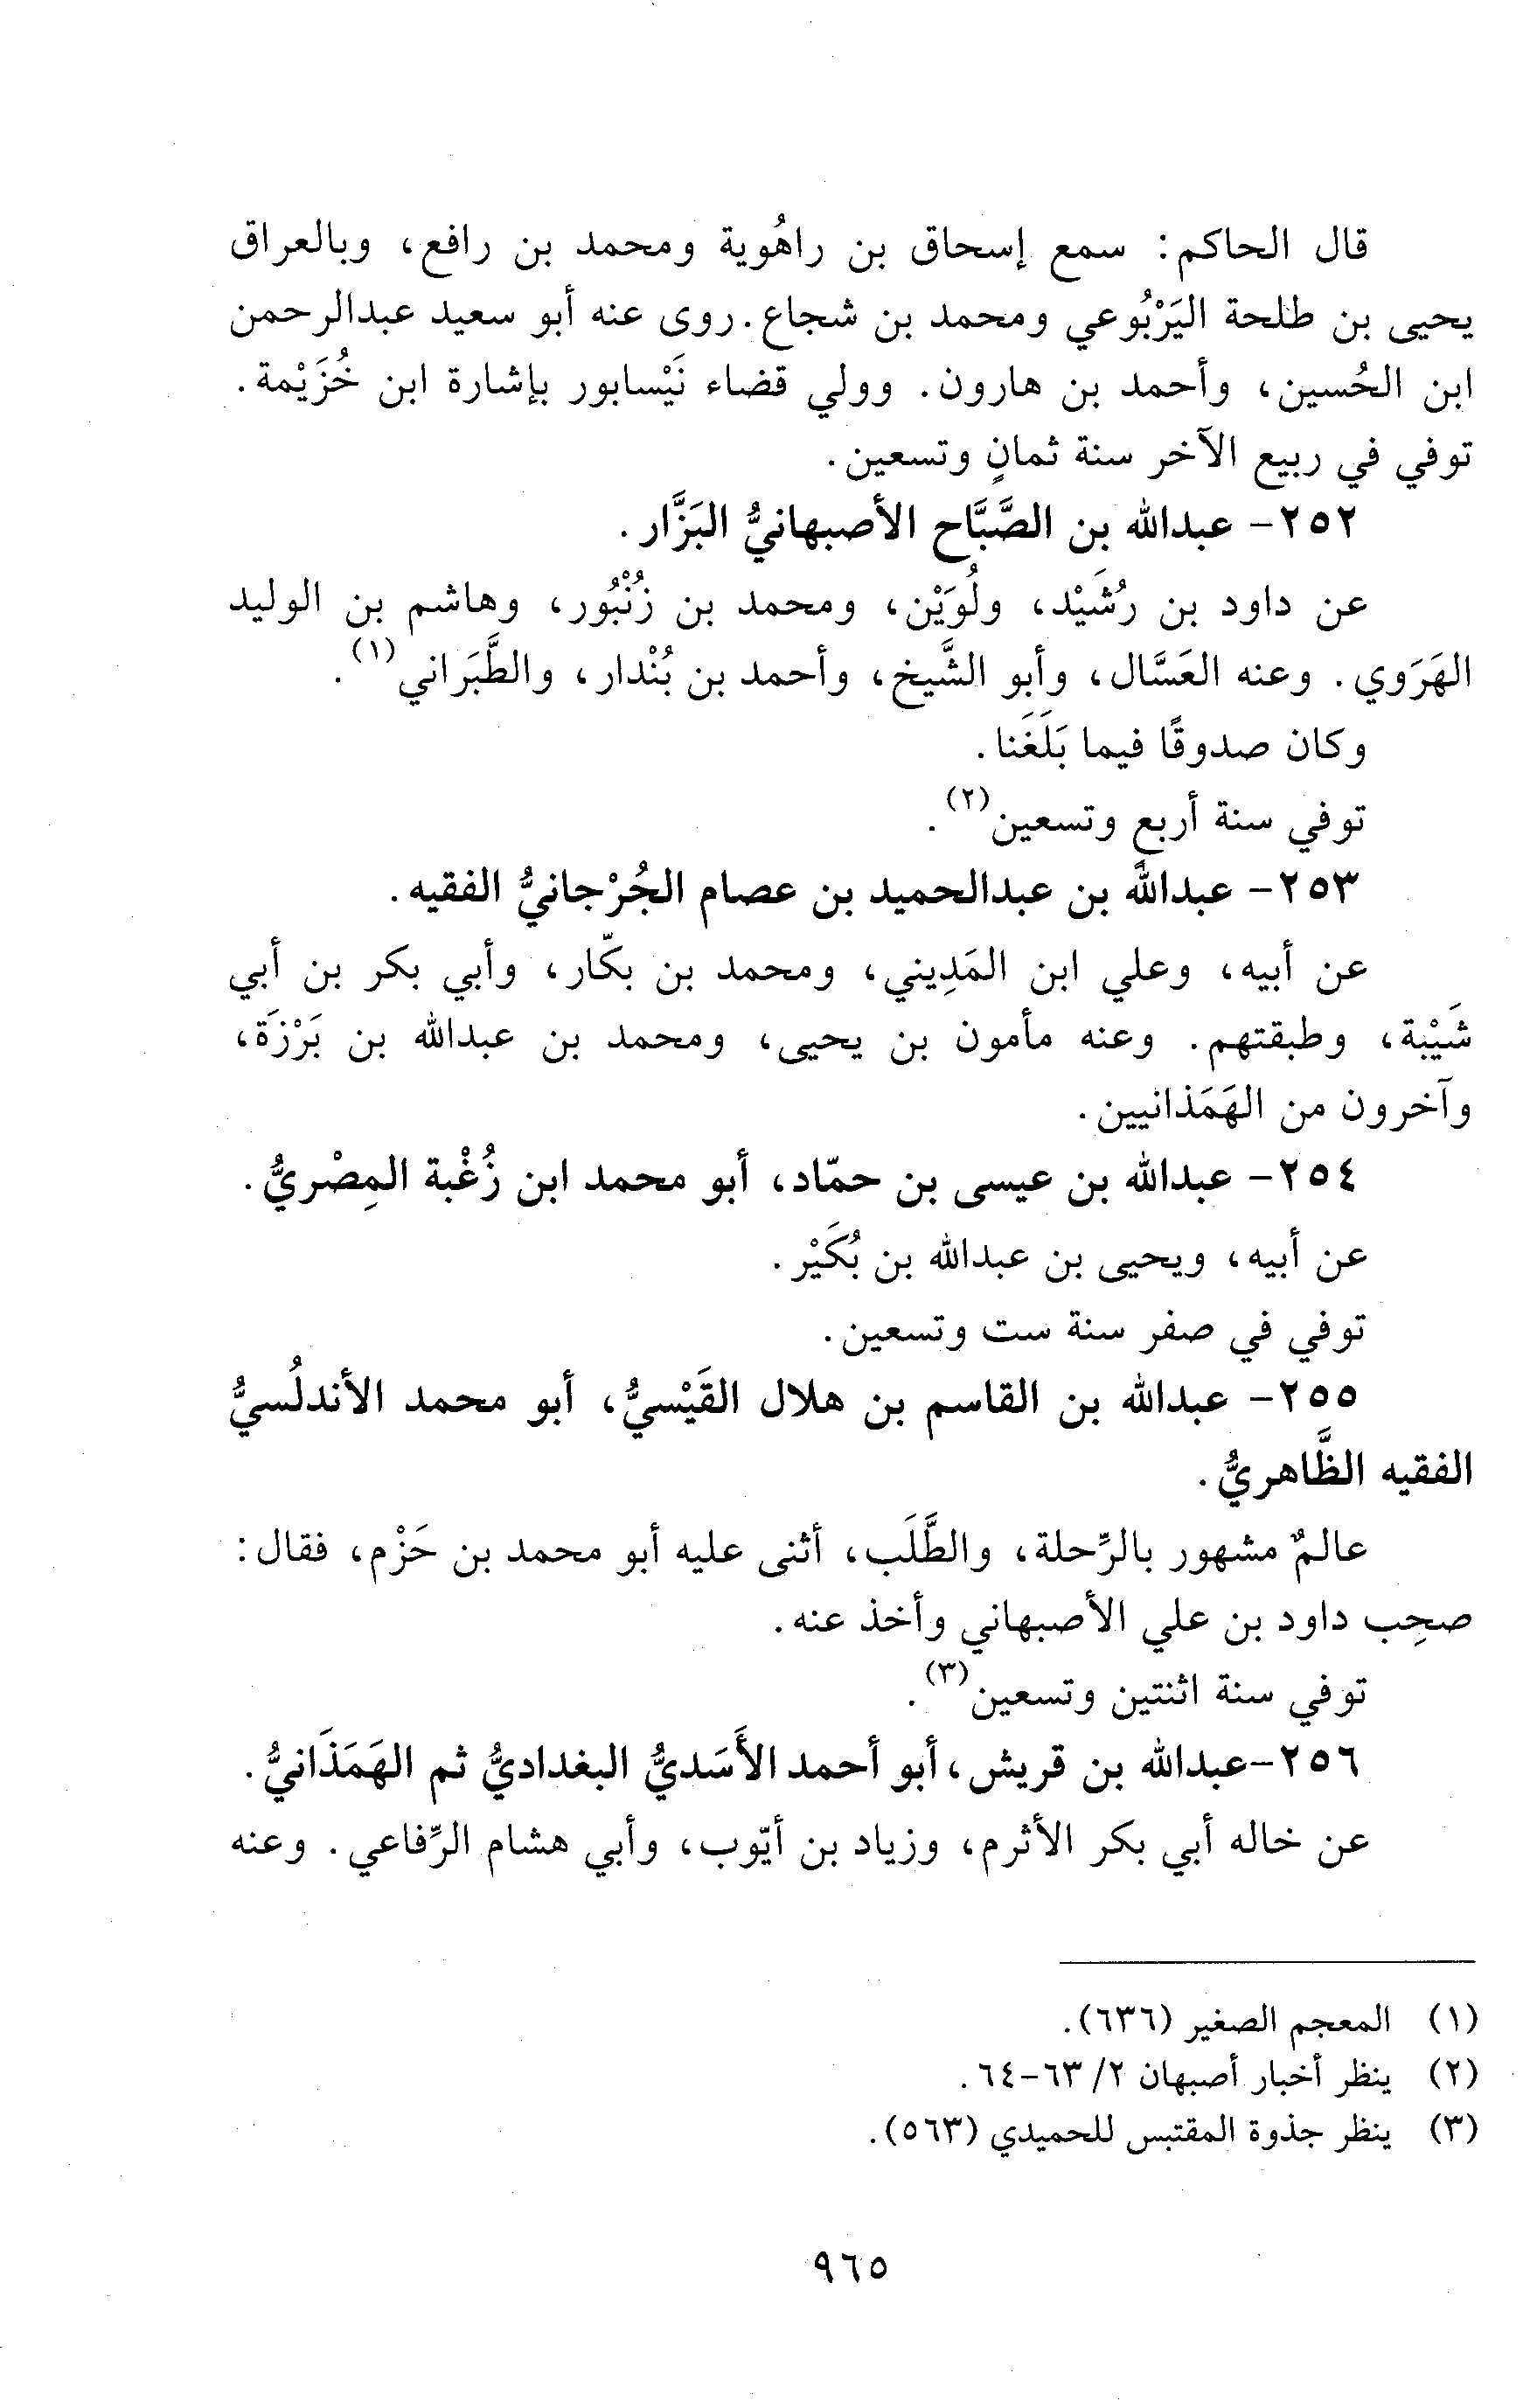 قال الحاكم: سمع إسحاق بن راهُوية ومحمد بن رافع، وبالعراق
يحيى بن طلحة اليَرْبُوعي ومحمد بن شجاع. روى عنه أبو سعيد عبدالرحمن
ابن الحُسين، وأحمد بن هارون. وولي قضاء نَيْسابور بإشارة ابن خُزَيْمة.
توفي في ربيع الآخر سنة ثمانٍ وتسعين.
٢٥٢- عبدالله بن الصَّبَّاح الأصبهانيُّ البَزَّار.
عن داود بن رُشَيْد، ولُوَيْن، ومحمد بن زُنْبُور، وهاشم بن الوليد
الهَرَوي. وعنه العَسَّال، وأبو الشَّيخ، وأحمد بن بُنْدار، والطَّبَراني(١).
وكان صدوقًا فيما بَلَغَنا.
توفي سنة أربع وتسعين(٢).
٢٥٣- عبدالله بن عبدالحميد بن عصام الجُرْجانيُّ الفقيه.
عن أبيه، وعلي ابن المَدِيني، ومحمد بن بكّار، وأبي بكر بن أبي
شَيْبة، وطبقتهم. وعنه مأمون بن يحيى، ومحمد بن عبدالله بن بَرْزَة،
وآخرون من الهَمَذانيين.
٢٥٤- عبدالله بن عيسى بن حمّاد، أبو محمد ابن زُغْبة المِصْريُّ.
عن أبيه، ويحيى بن عبدالله بن بُكَيْر.
توفي في صفر سنة ست وتسعين.
٢٥٥- عبدالله بن القاسم بن هلال القَيْسيُّ، أبو محمد الأندلُسيُّ
الفقيه الظَّاهريُّ.
عالمٌ مشهور بالرِّحلة، والطَّلَب، أثنى عليه أبو محمد بن حَزْم، فقال:
صحِب داود بن علي الأصبهاني وأخذ عنه.
توفي سنة اثنتين وتسعين(٣).
٢٥٦-عبدالله بن قريش، أبو أحمد الأَسَديُّ البغداديُّ ثم الهَمَذَانيُّ.
عن خاله أبي بكر الأثرم، وزياد بن أيّوب، وأبي هشام الرِّفاعي. وعنه
(١) المعجم الصغير (٦٣٦).
(٢) ينظر أخبار أصبهان ٢/ ٦٣-٦٤.
(٣) ينظر جذوة المقتبس للحميدي (٥٦٣).
٩٦٥